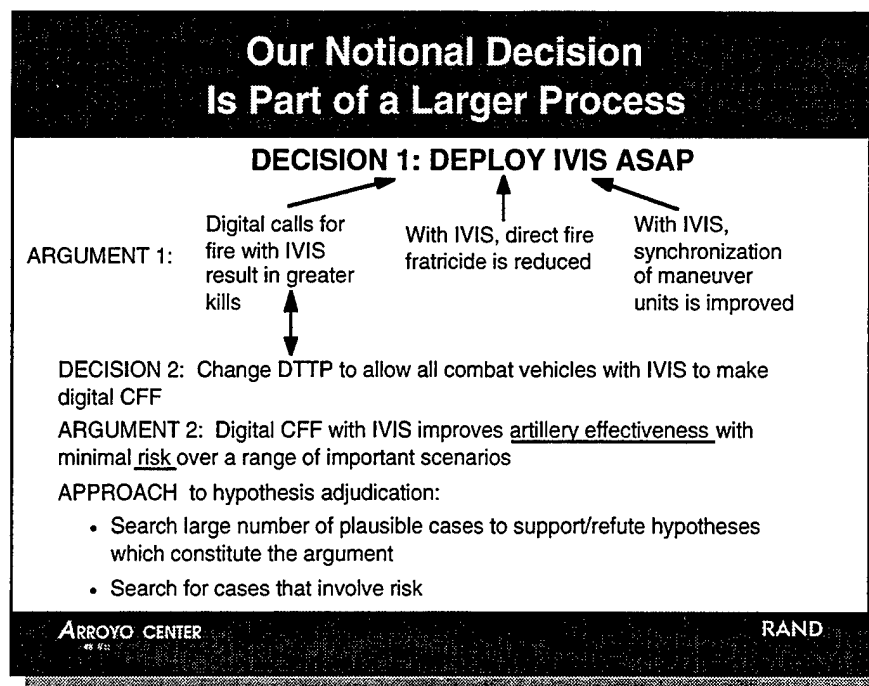 Our Notional Decision
Is Part of a Larger Process
DECISION 1: DEPLOY IVIS ASAP
ARGUMENT 1:
Digital calls for
fire with IVIS
result in greater
kills
With IVIS, direct fire
fratricide is reduced
With IVIS,
synchronization
of maneuver
units is improved
DECISION 2: Change DTTP to allow all combat vehicles with IVIS to make
digital CFF
ARGUMENT 2: Digital CFF with IVIS improves artillery effectiveness with
minimal risk over a range of important scenarios
APPROACH to hypothesis adjudication:
• Search large number of plausible cases to support/refute hypotheses
which constitute the argument
• Search for cases that involve risk
ARROYO CENTER
RAND